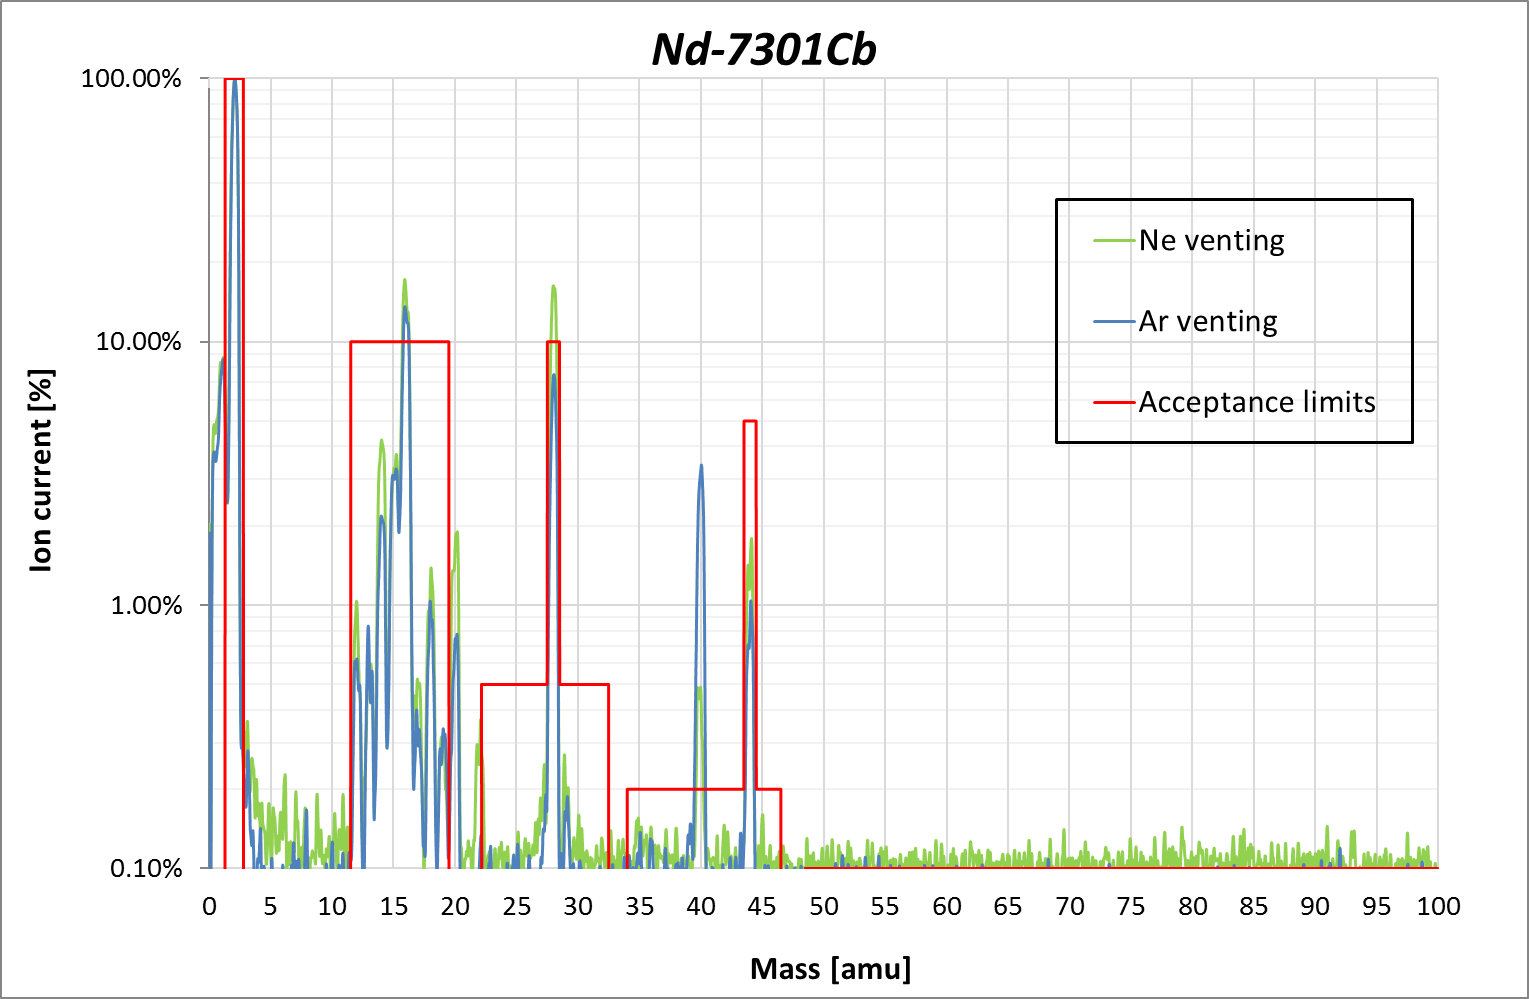 Nd-7301Cb
100.00%
10.00%
1.00%
0.10%
Ion current [%]
Ne venting
Ar venting
Acceptance limits
0 5 10 15 20 25 30 35 40 45 50 55 60 65 70 75 80 85 90 95 100
Mass [amu]